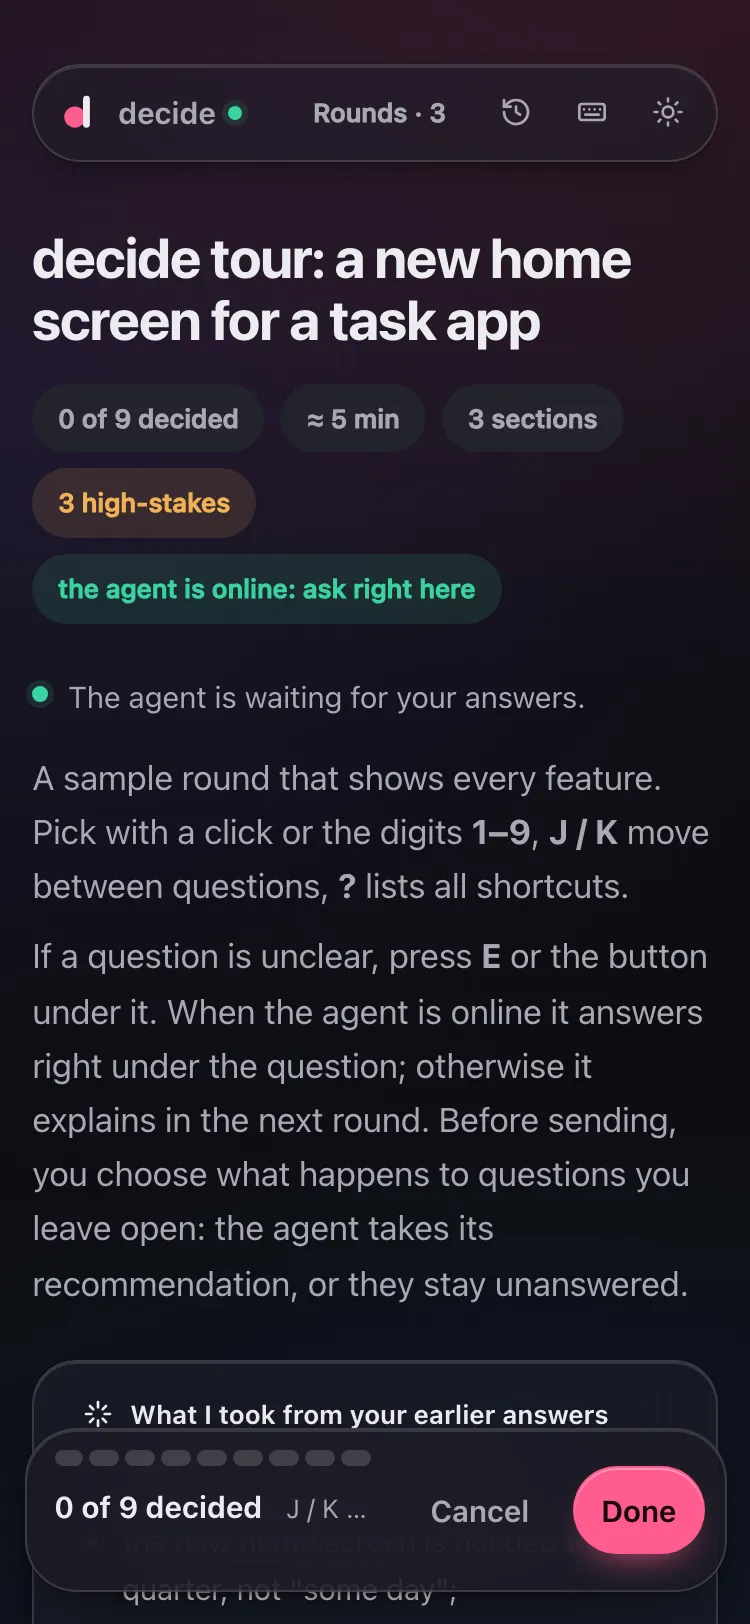 decide
Rounds · 3
decide tour: a new home
screen for a task app
0 of 9 decided
≈ 5 min
3 sections
3 high-stakes
the agent is online: ask right here
The agent is waiting for your answers.
A sample round that shows every feature.
Pick with a click or the digits 1–9, J / K move
between questions, ? lists all shortcuts.
If a question is unclear, press E or the button
under it. When the agent is online it answers
right under the question; otherwise it
explains in the next round. Before sending,
you choose what happens to questions you
leave open: the agent takes its
recommendation, or they stay unanswered.
What I took from your earlier answers
0 of 9 decided
J / K ...
Cancel
Done
the new home screen is needed
quarter, not "some day";